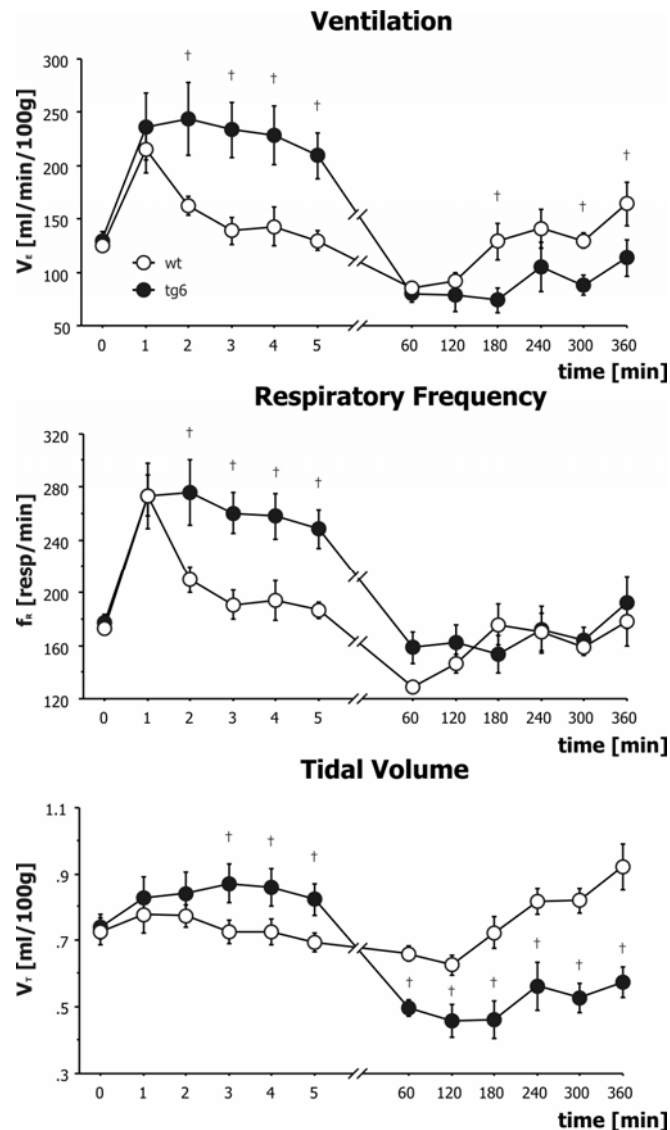 Ventilation
V_E [ml/min/100g]
300
250
200
150
100
50
† † † † † † †
wt
tg6
0 1 2 3 4 5 60 120 180 240 300 360
time [min]
Respiratory Frequency
f_R [resp/min]
320
280
240
200
160
120
† † † †
0 1 2 3 4 5 60 120 180 240 300 360
time [min]
Tidal Volume
V_T [ml/100g]
1.1
.9
.7
.5
.3
† † † † † † † † †
0 1 2 3 4 5 60 120 180 240 300 360
time [min]